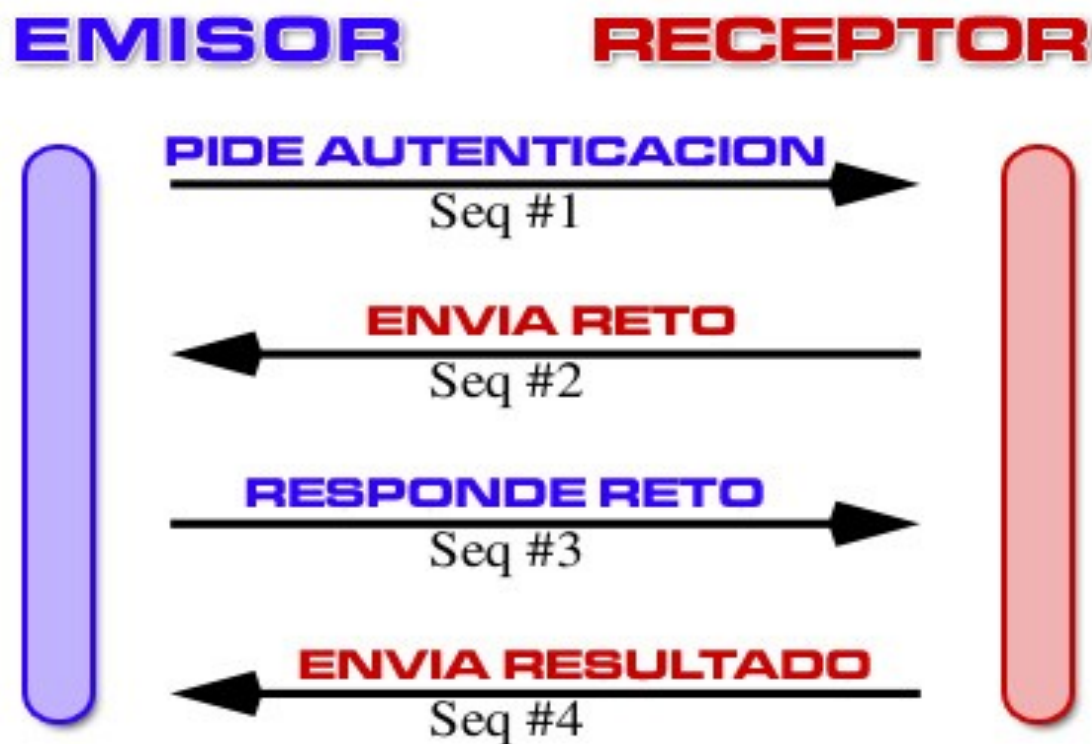 EMISOR RECEPTOR
PIDE AUTENTICACION
Seq #1
ENVIA RETO
Seq #2
RESPONDE RETO
Seq #3
ENVIA RESULTADO
Seq #4